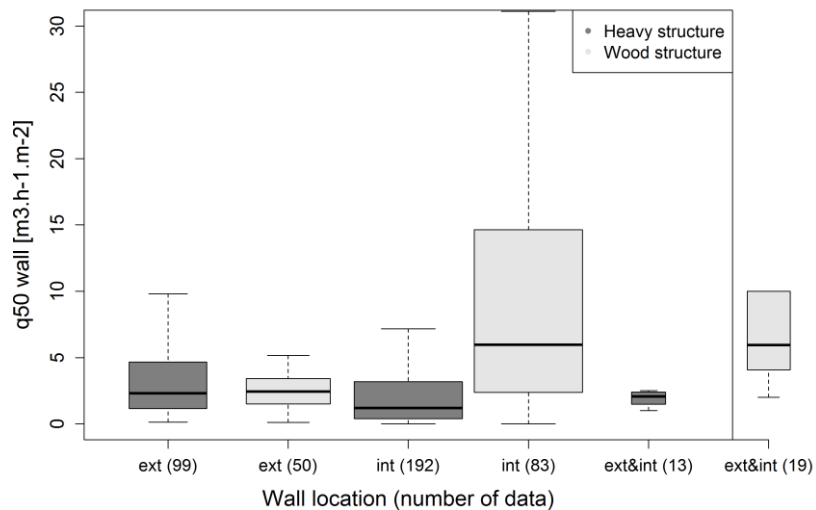 30
25
20
15
10
5
0
q50 wall [m3.h-1.m-2]
Heavy structure
Wood structure
ext (99) ext (50) int (192) int (83) ext&int (13) ext&int (19)
Wall location (number of data)